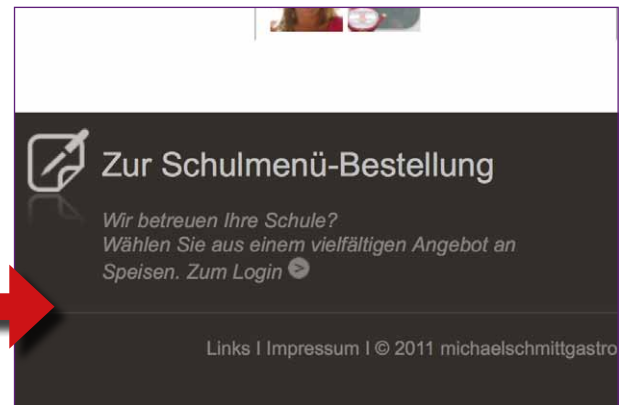 Zur Schulmenü-Bestellung
Wir betreuen Ihre Schule?
Wählen Sie aus einem vielfältigen Angebot an
Speisen. Zum Login >
Links I Impressum I © 2011 michaelschmittgastro